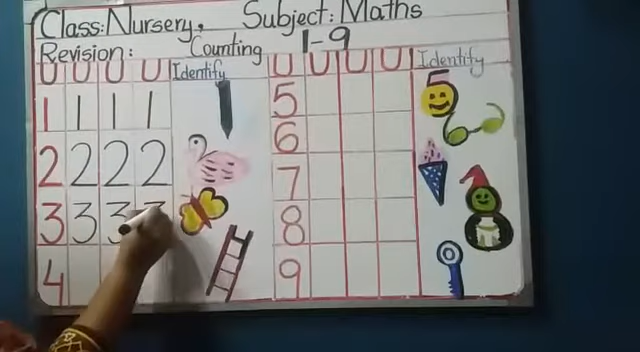 Class: Nursery, Subject: Maths
Revision: Counting 1-9
U U U U Identify U U U U Identify
1 1 1 1 5
2 2 2 2 6
3 3 3 3 7
4 8
9